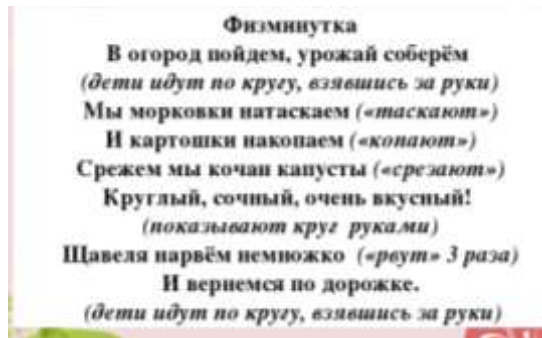 Физминутка
В огород пойдем, урожай соберём
(дети идут по кругу, взявшись за руки)
Мы морковки натаскаем («таскают»)
И картошки накопаем («копают»)
Срежем мы кочан капусты («срезают»)
Круглый, сочный, очень вкусный!
(показывают круг руками)
Щавеля нарвём немножко («рвут» 3 раза)
И вернемся по дорожке.
(дети идут по кругу, взявшись за руки)